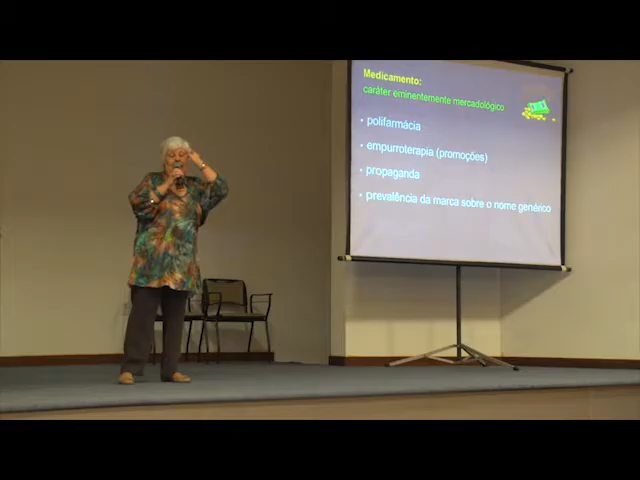 Medicamento:
caráter eminentemente mercadológico
• polifarmácia
• empurroterapia (promoções)
• propaganda
• prevalência da marca sobre o nome genérico